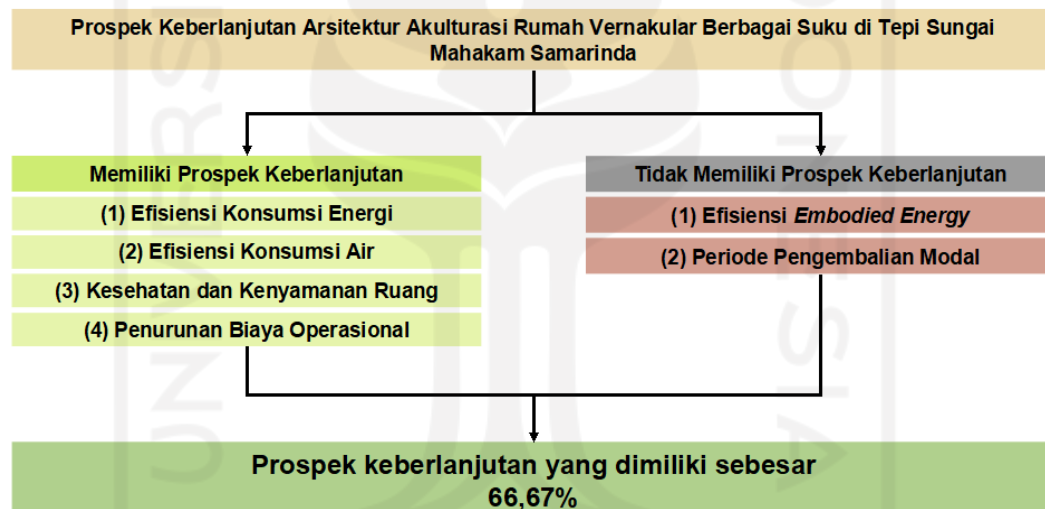 Prospek Keberlanjutan Arsitektur Akulturasi Rumah Vernakular Berbagai Suku di Tepi Sungai
Mahakam Samarinda
Memiliki Prospek Keberlanjutan
(1) Efisiensi Konsumsi Energi
(2) Efisiensi Konsumsi Air
(3) Kesehatan dan Kenyamanan Ruang
(4) Penurunan Biaya Operasional
Tidak Memiliki Prospek Keberlanjutan
(1) Efisiensi Embodied Energy
(2) Periode Pengembalian Modal
Prospek keberlanjutan yang dimiliki sebesar
66,67%